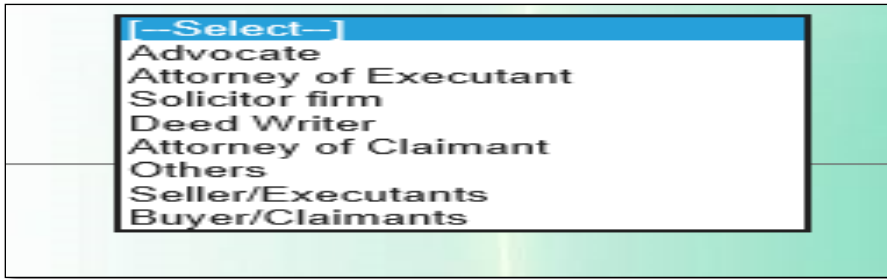 [--Select--]
Advocate
Attorney of Executant
Solicitor firm
Deed Writer
Attorney of Claimant
Others
Seller/Executants
Buyer/Claimants